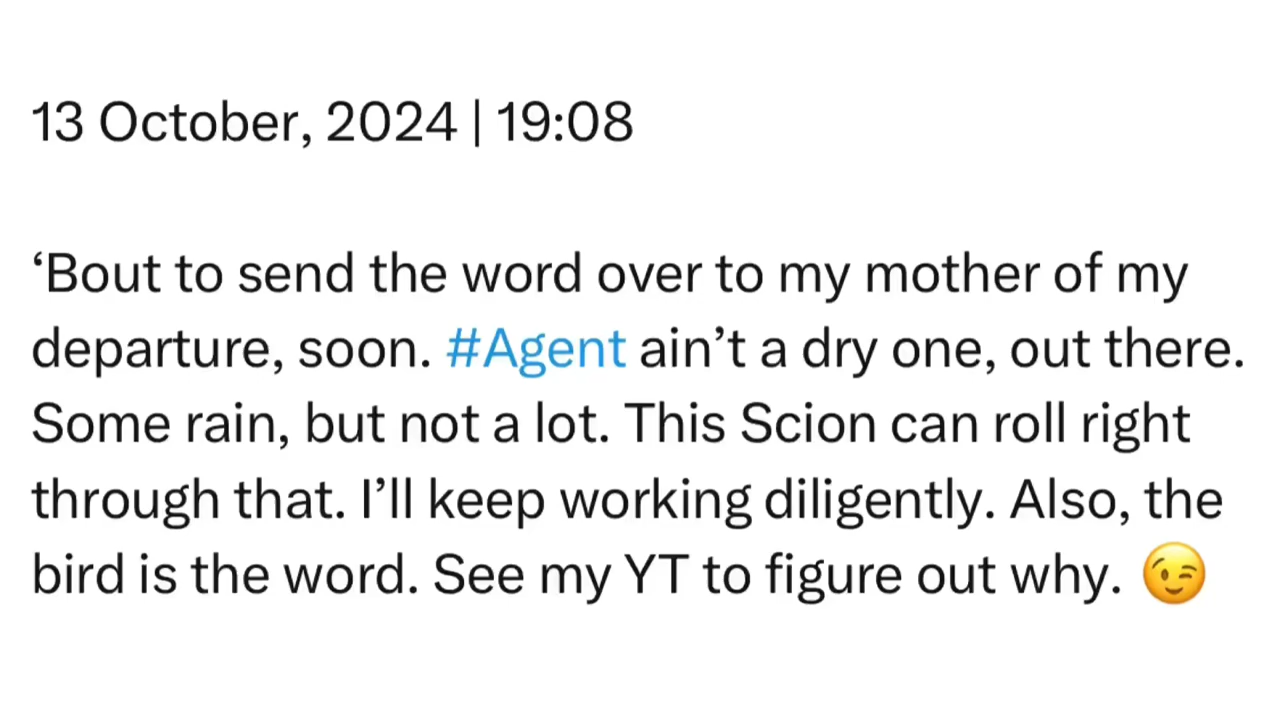 13 October, 2024 | 19:08
‘Bout to send the word over to my mother of my
departure, soon. #Agent ain’t a dry one, out there.
Some rain, but not a lot. This Scion can roll right
through that. I’ll keep working diligently. Also, the
bird is the word. See my YT to figure out why. 😉